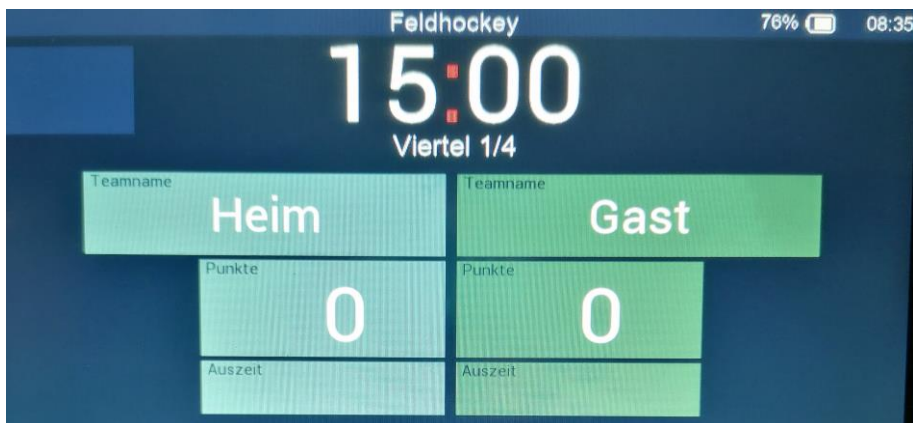 Feldhockey 76% 08:35
15:00
Viertel 1/4
Teamname Teamname
Heim Gast
Punkte Punkte
0 0
Auszeit Auszeit